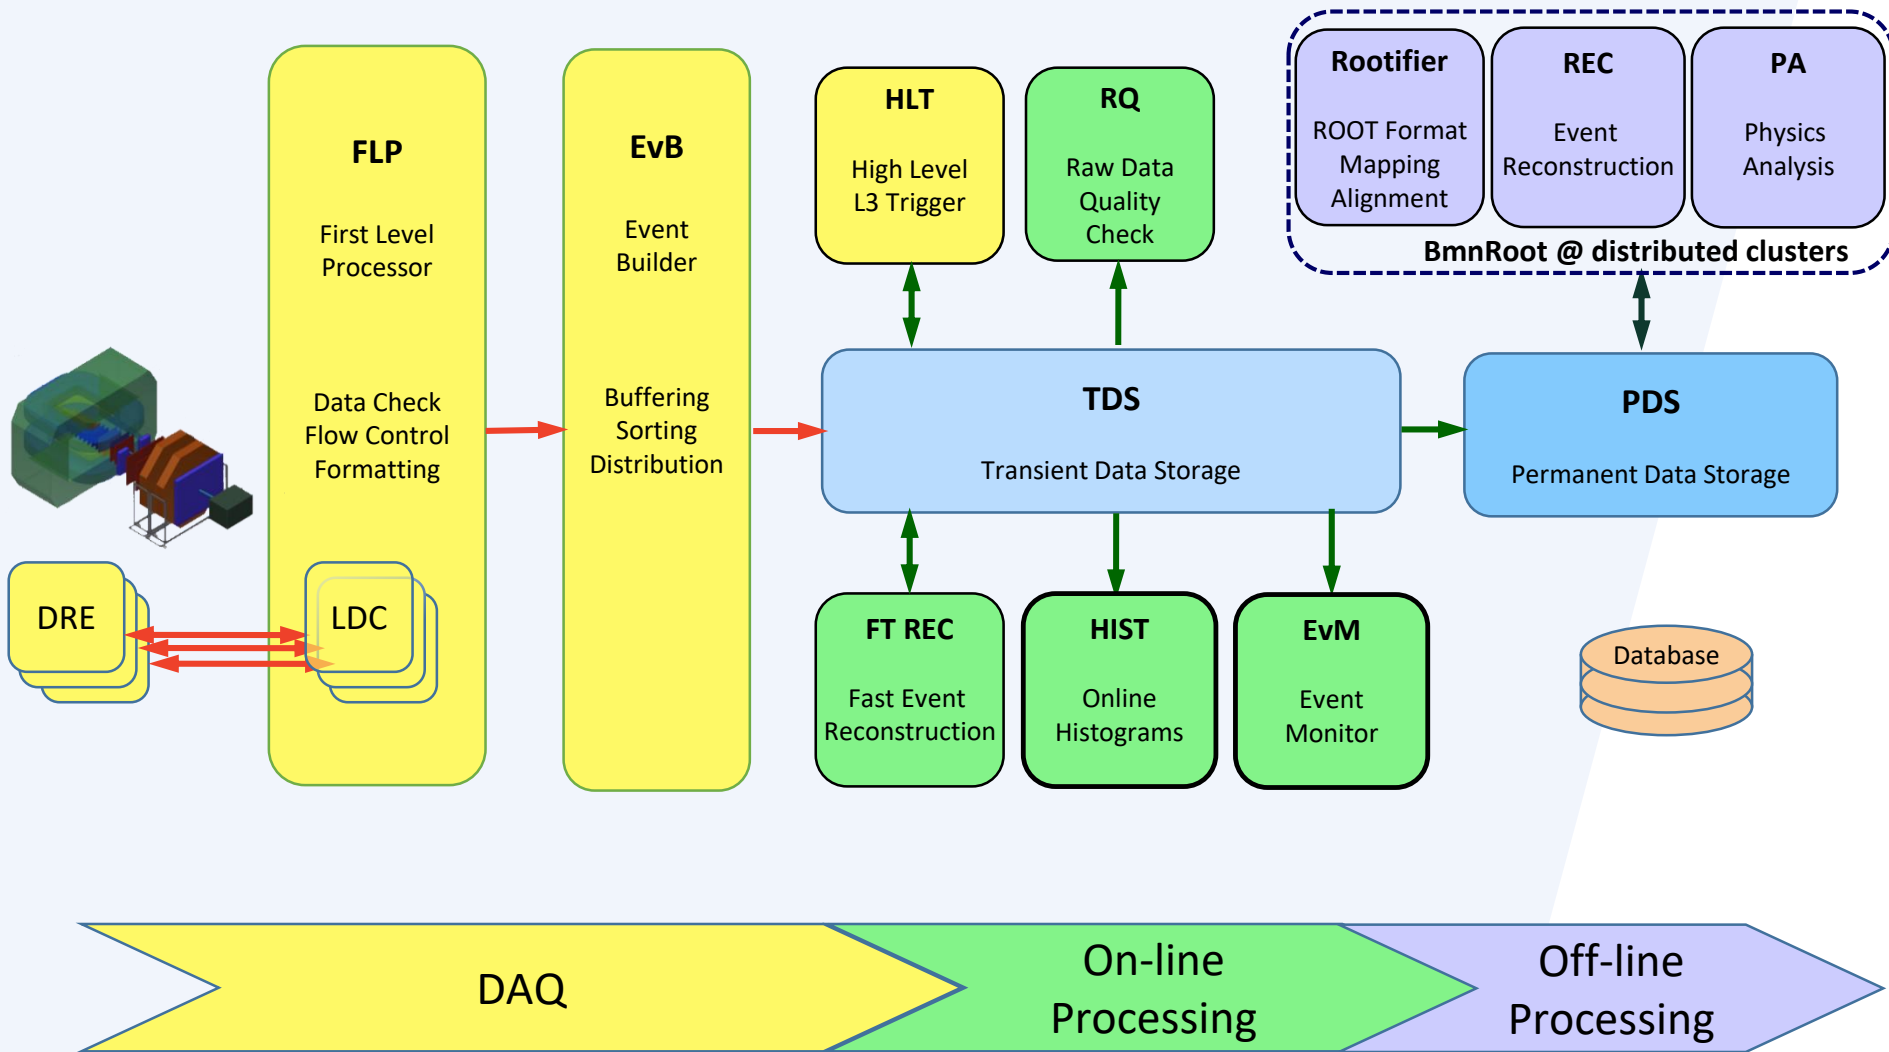 FLP
First Level
Processor
Data Check
Flow Control
Formatting
DRE
LDC
EvB
Event
Builder
Buffering
Sorting
Distribution
HLT
High Level
L3 Trigger
RQ
Raw Data
Quality
Check
Rootifier
ROOT Format
Mapping
Alignment
REC
Event
Reconstruction
PA
Physics
Analysis
BmnRoot @ distributed clusters
TDS
Transient Data Storage
PDS
Permanent Data Storage
FT REC
Fast Event
Reconstruction
HIST
Online
Histograms
EvM
Event
Monitor
Database
DAQ
On-line
Processing
Off-line
Processing